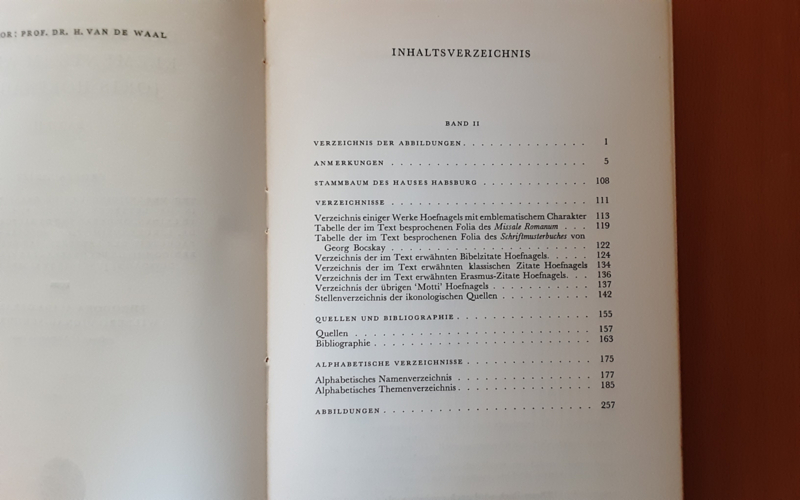 OR: PROF. DR. H. VAN DE WAAL
INHALTSVERZEICHNIS
BAND II
VERZEICHNIS DER ABBILDUNGEN. . . . . . . . . . . . . . 1
ANMERKUNGEN . . . . . . . . . . . . . . . . . . . . . . 5
STAMMBAUM DES HAUSES HABSBURG . . . . . . . . . . . . 108
VERZEICHNISSE . . . . . . . . . . . . . . . . . . . . . . 111
Verzeichnis einiger Werke Hoefnagels mit emblematischem Charakter 113
Tabelle der im Text besprochenen Folia des Missale Romanum . . . 119
Tabelle der im Text besprochenen Folia des Schriftmusterbuches von
Georg Bocskay . . . . . . . . . . . . . . . . . . . . . . 122
Verzeichnis der im Text erwähnten Bibelzitate Hoefnagels. . . . . 124
Verzeichnis der im Text erwähnten klassischen Zitate Hoefnagels 134
Verzeichnis der im Text erwähnten Erasmus-Zitate Hoefnagels. . . 136
Verzeichnis der übrigen ‘Motti’ Hoefnagels . . . . . . . . . . . 137
Stellenverzeichnis der ikonologischen Quellen . . . . . . . . . . 142
QUELLEN UND BIBLIOGRAPHIE . . . . . . . . . . . . . . . 155
Quellen . . . . . . . . . . . . . . . . . . . . . . . . . . . 157
Bibliographie . . . . . . . . . . . . . . . . . . . . . . . . 163
ALPHABETISCHE VERZEICHNISSE . . . . . . . . . . . . . . 175
Alphabetisches Namenverzeichnis . . . . . . . . . . . . . . . 177
Alphabetisches Themenverzeichnis . . . . . . . . . . . . . . . 185
ABBILDUNGEN . . . . . . . . . . . . . . . . . . . . . . . 257